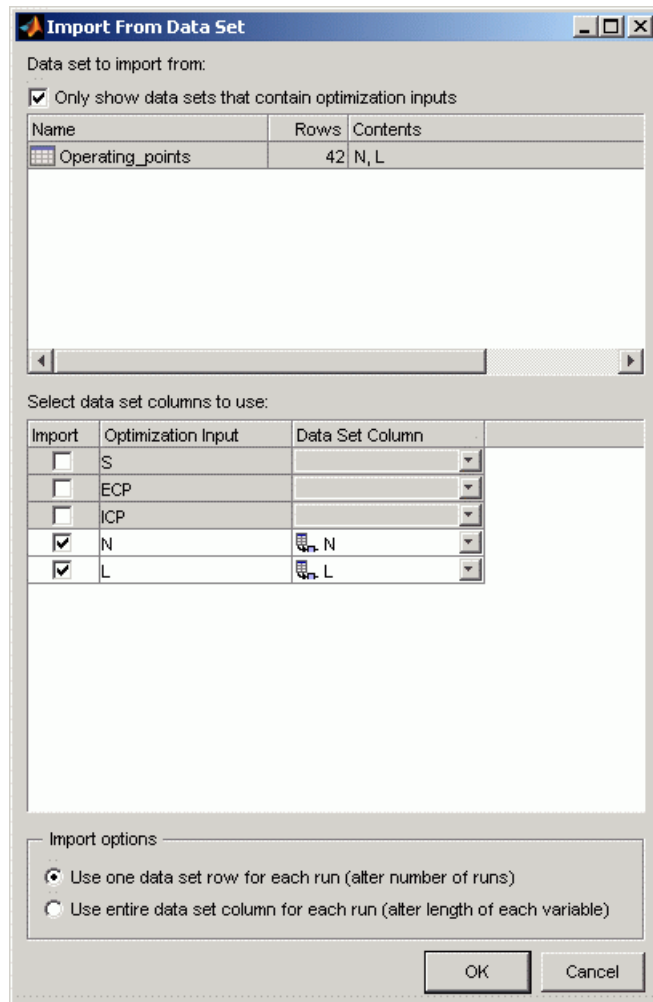 Import From Data Set
Data set to import from:
Only show data sets that contain optimization inputs
Name Rows Contents
Operating_points 42 N, L
Select data set columns to use:
Import Optimization Input Data Set Column
S
ECP
ICP
N N
L L
Import options
Use one data set row for each run (alter number of runs)
Use entire data set column for each run (alter length of each variable)
OK Cancel